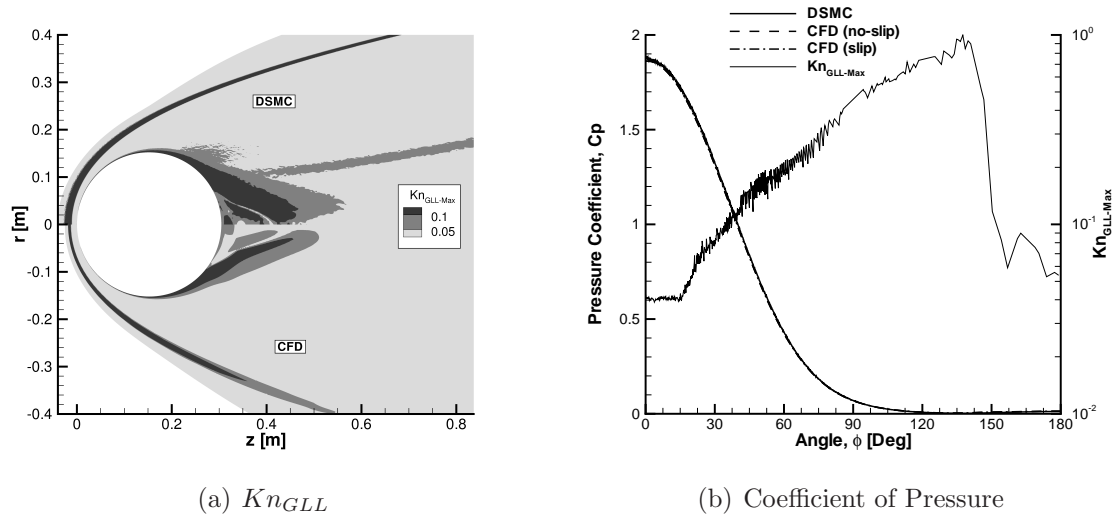 0.4
0.3
0.2
0.1
0
-0.1
-0.2
-0.3
-0.4
r [m]
0
0.2
0.4
0.6
0.8
z [m]
DSMC
CFD
Kn_GLL-Max
0.1
0.05
(a) Kn_GLL
DSMC
CFD (no-slip)
CFD (slip)
Kn_GLL-Max
2
1.5
1
0.5
0
Pressure Coefficient, Cp
0
30
60
90
120
150
180
Angle, ϕ [Deg]
10^0
10^-1
10^-2
Kn_GLL-Max
(b) Coefficient of Pressure